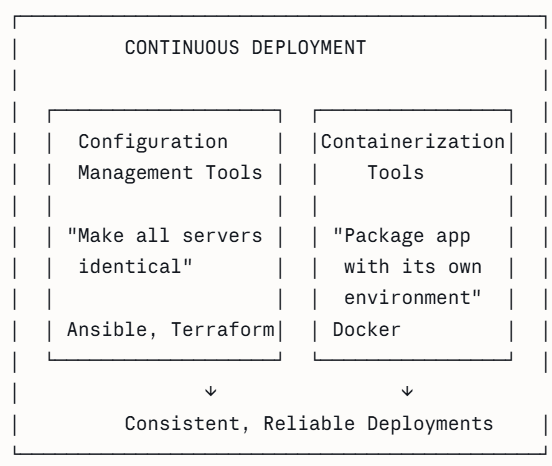 CONTINUOUS DEPLOYMENT
Configuration
Management Tools
"Make all servers
identical"
Ansible, Terraform
Containerization
Tools
"Package app
with its own
environment"
Docker
↓ ↓
Consistent, Reliable Deployments